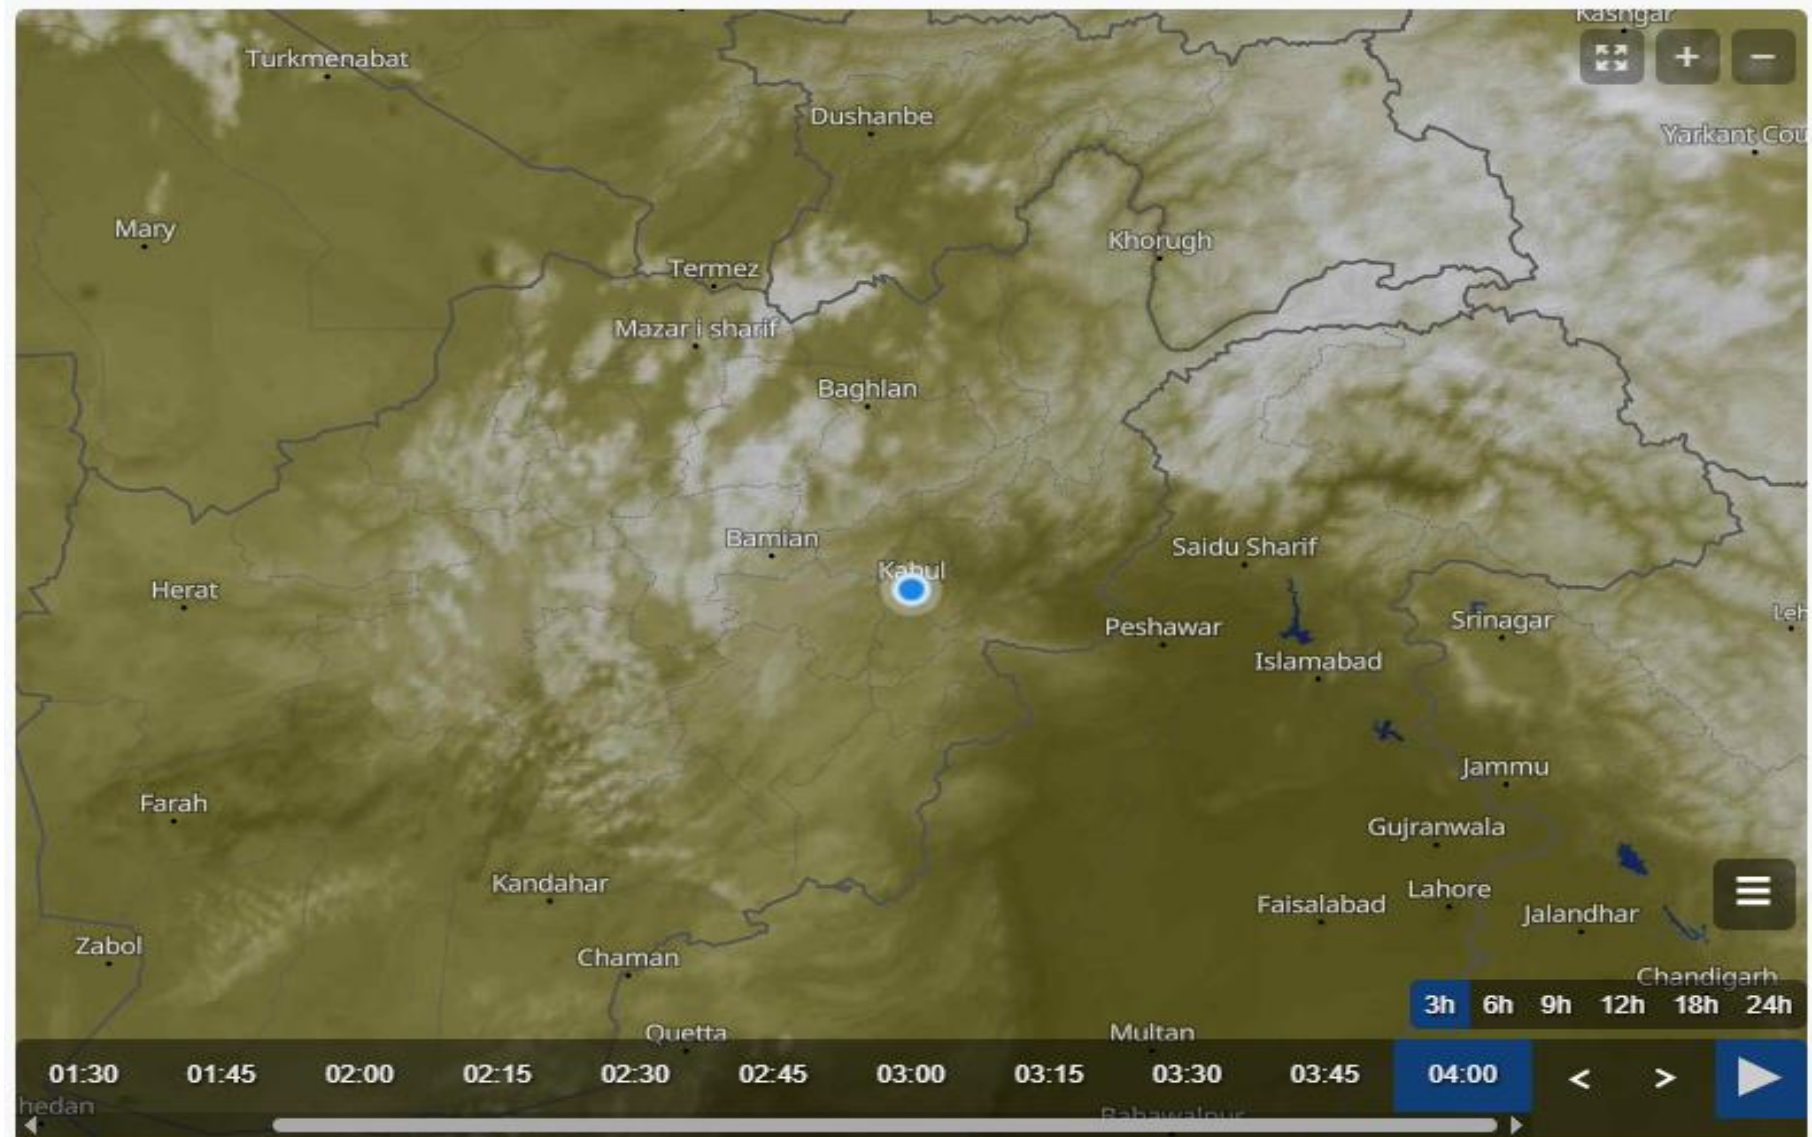 Kashgar
Turkmenabat
Dushanbe
Yarkant Cou
Mary
Khorugh
Termez
Mazar i sharif
Baghlan
Bamian
Saidu Sharif
Kabul
Herat
Srinagar
Leh
Peshawar
Islamabad
Jammu
Farah
Gujranwala
Kandahar
Lahore
Faisalabad
Jalandhar
Zabol
Chaman
Chandigarh
3h 6h 9h 12h 18h 24h
Quetta
Multan
01:30 01:45 02:00 02:15 02:30 02:45 03:00 03:15 03:30 03:45 04:00 < >
hedan
Bahawalpur